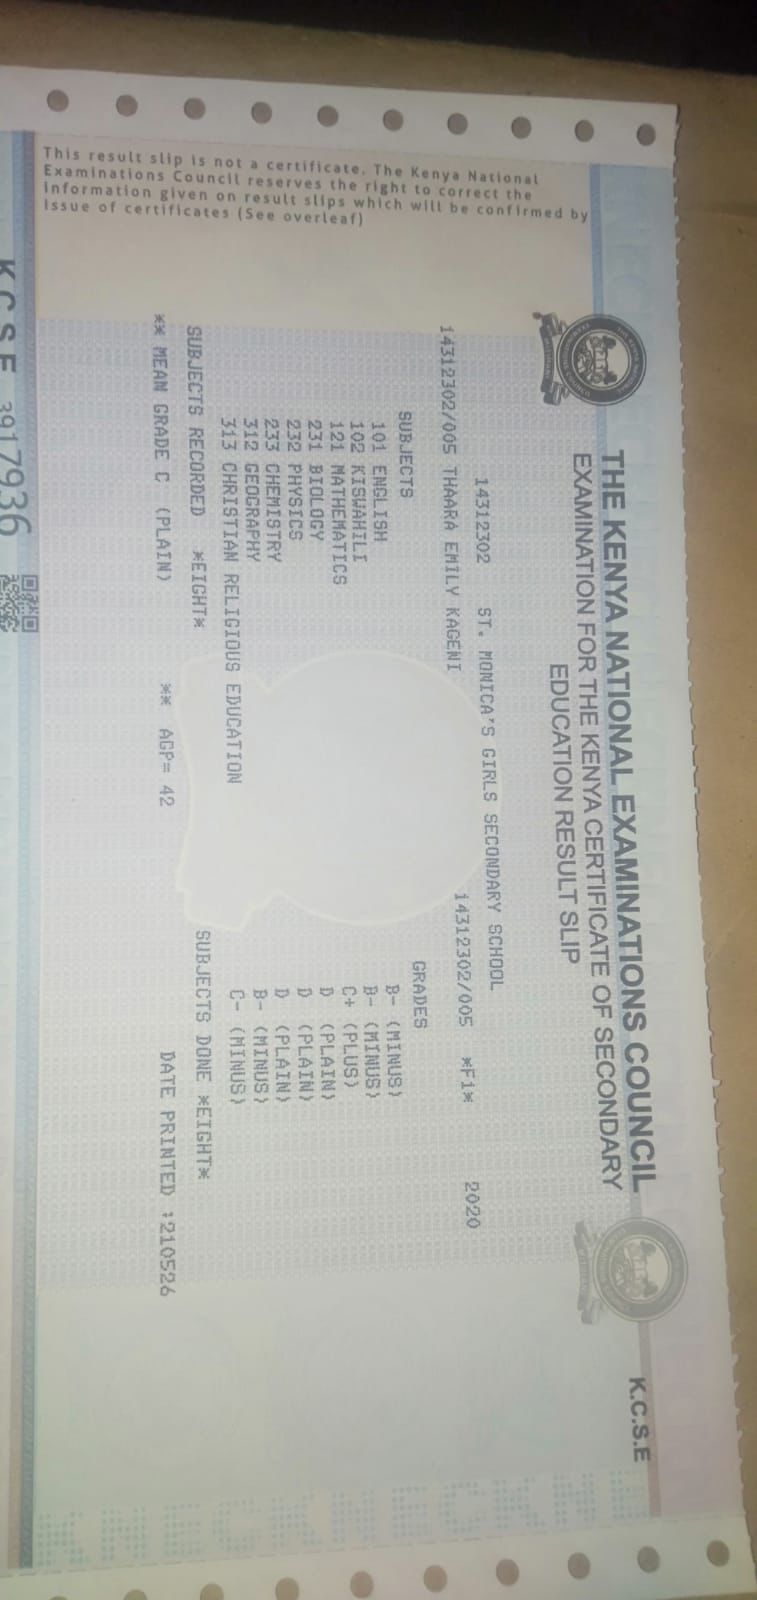 K.C.S.E
THE KENYA NATIONAL EXAMINATIONS COUNCIL
EXAMINATION FOR THE KENYA CERTIFICATE OF SECONDARY
EDUCATION RESULT SLIP
14312302 ST. MONICA'S GIRLS SECONDARY SCHOOL
14312302/005 THAARA EMILY KAGENI 14312302/005 *F1* 2020
SUBJECTS GRADES
101 ENGLISH B- (MINUS)
102 KISWAHILI B- (MINUS)
121 MATHEMATICS C+ (PLUS)
231 BIOLOGY D (PLAIN)
232 PHYSICS D (PLAIN)
233 CHEMISTRY D (PLAIN)
312 GEOGRAPHY B- (MINUS)
313 CHRISTIAN RELIGIOUS EDUCATION C- (MINUS)
SUBJECTS RECORDED *EIGHT* SUBJECTS DONE *EIGHT*
** MEAN GRADE C (PLAIN) ** AGP= 42 DATE PRINTED :210526
This result slip is not a certificate. The Kenya National
Examinations Council reserves the right to correct the
information given on result slips which will be confirmed by
issue of certificates (See overleaf)
KCSE 3917936